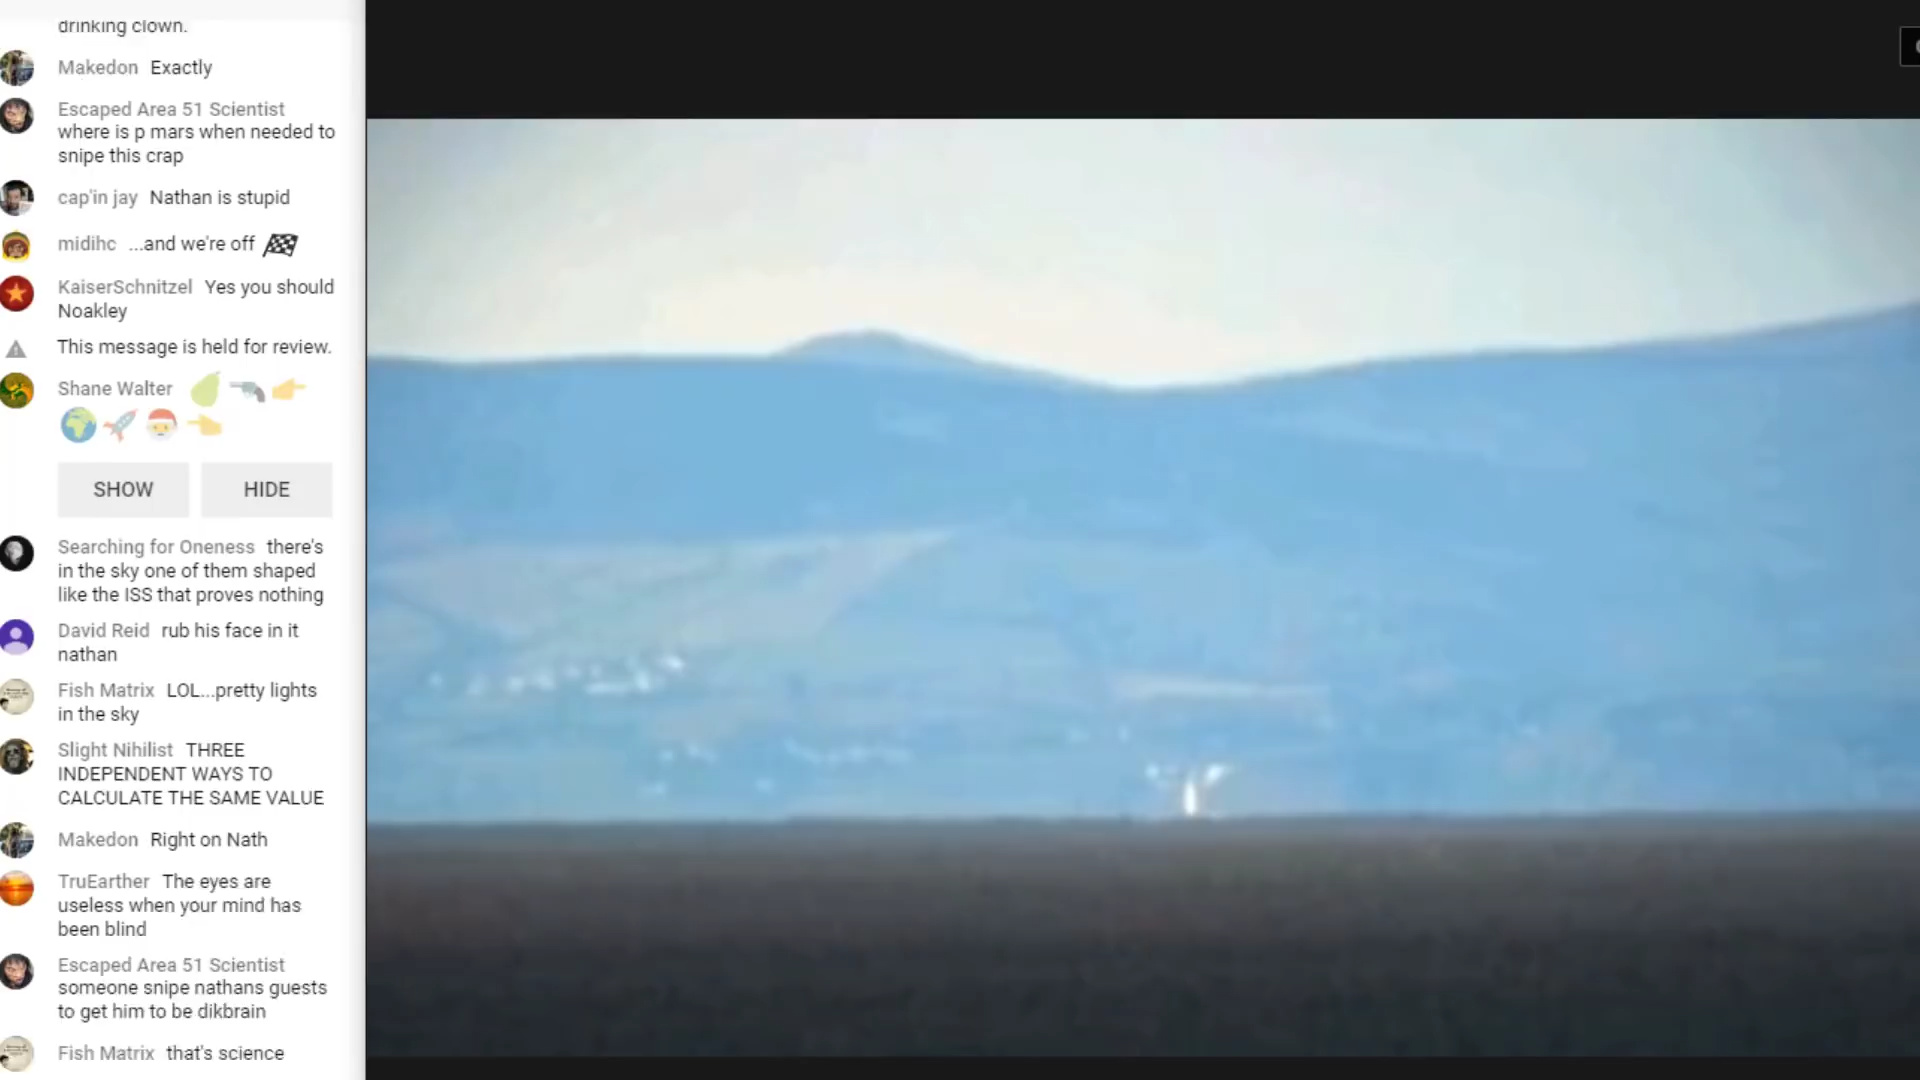 drinking clown.
Makedon Exactly
Escaped Area 51 Scientist
where is p mars when needed to
snipe this crap
cap'in jay Nathan is stupid
midihc ...and we're off
KaiserSchnitzel Yes you should
Noakley
This message is held for review.
Shane Walter
SHOW HIDE
Searching for Oneness there's
in the sky one of them shaped
like the ISS that proves nothing
David Reid rub his face in it
nathan
Fish Matrix LOL...pretty lights
in the sky
Slight Nihilist THREE
INDEPENDENT WAYS TO
CALCULATE THE SAME VALUE
Makedon Right on Nath
TruEarther The eyes are
useless when your mind has
been blind
Escaped Area 51 Scientist
someone snipe nathans guests
to get him to be dikbrain
Fish Matrix that's science